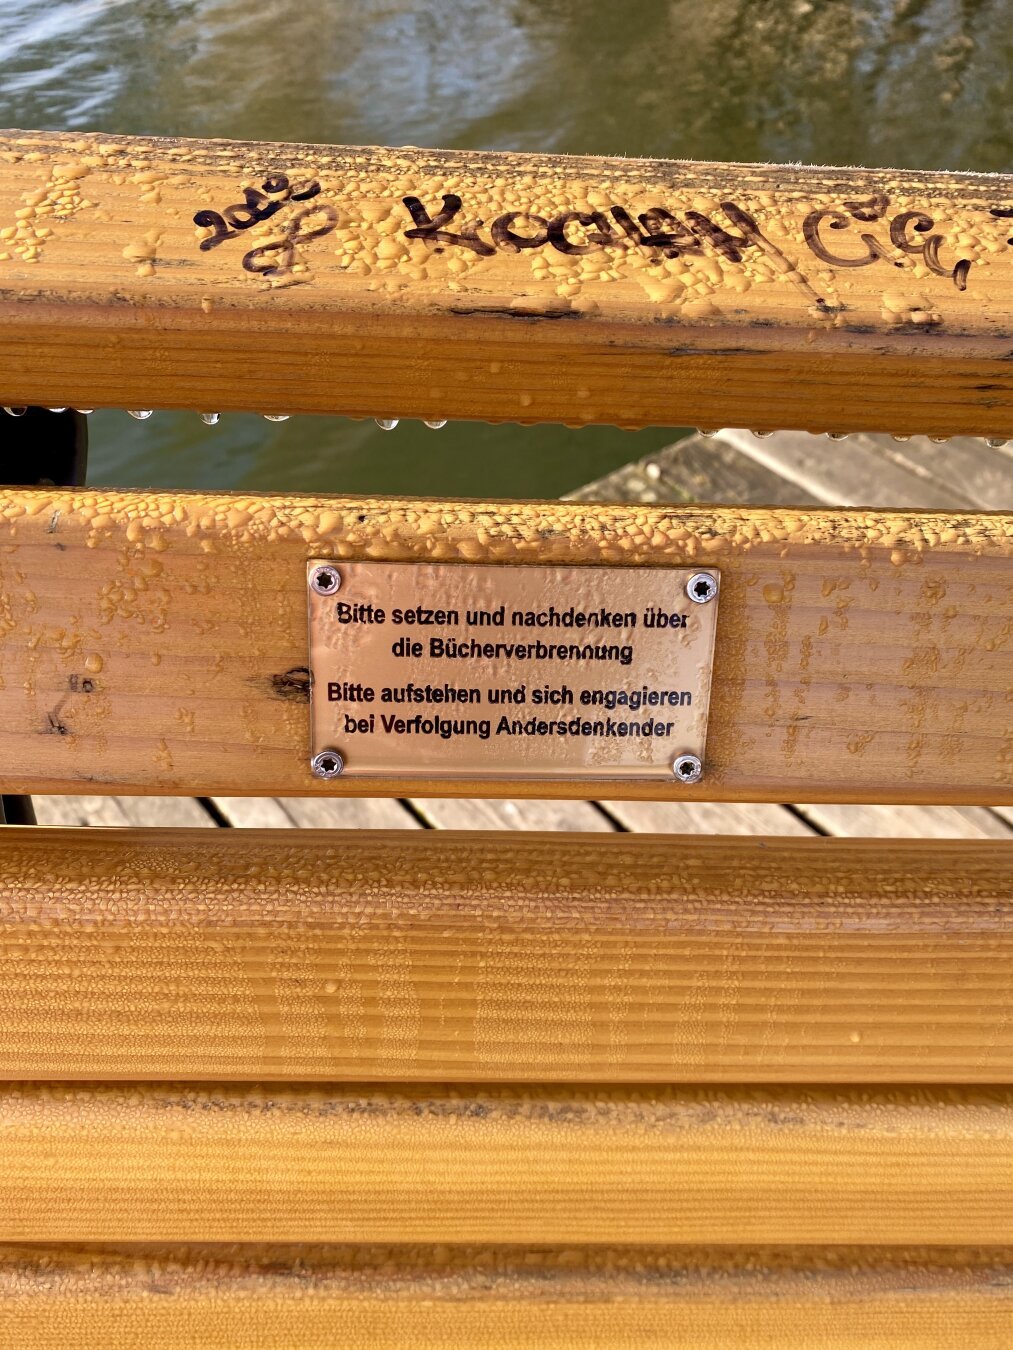 Bitte setzen und nachdenken über
die Bücherverbrennung
Bitte aufstehen und sich engagieren
bei Verfolgung Andersdenkender